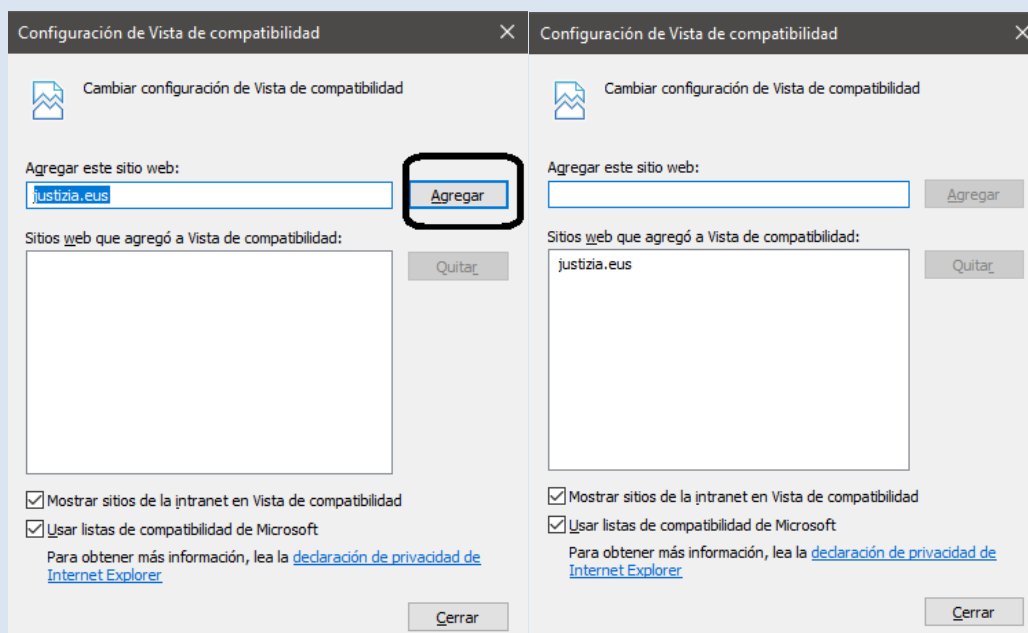 Configuración de Vista de compatibilidad
Cambiar configuración de Vista de compatibilidad
Agregar este sitio web:
justizia.eus
Agregar
Sitios web que agregó a Vista de compatibilidad:
Quitar
Mostrar sitios de la intranet en Vista de compatibilidad
Usar listas de compatibilidad de Microsoft
Para obtener más información, lea la declaración de privacidad de
Internet Explorer
Cerrar
Configuración de Vista de compatibilidad
Cambiar configuración de Vista de compatibilidad
Agregar este sitio web:
Agregar
Sitios web que agregó a Vista de compatibilidad:
justizia.eus
Quitar
Mostrar sitios de la intranet en Vista de compatibilidad
Usar listas de compatibilidad de Microsoft
Para obtener más información, lea la declaración de privacidad de
Internet Explorer
Cerrar